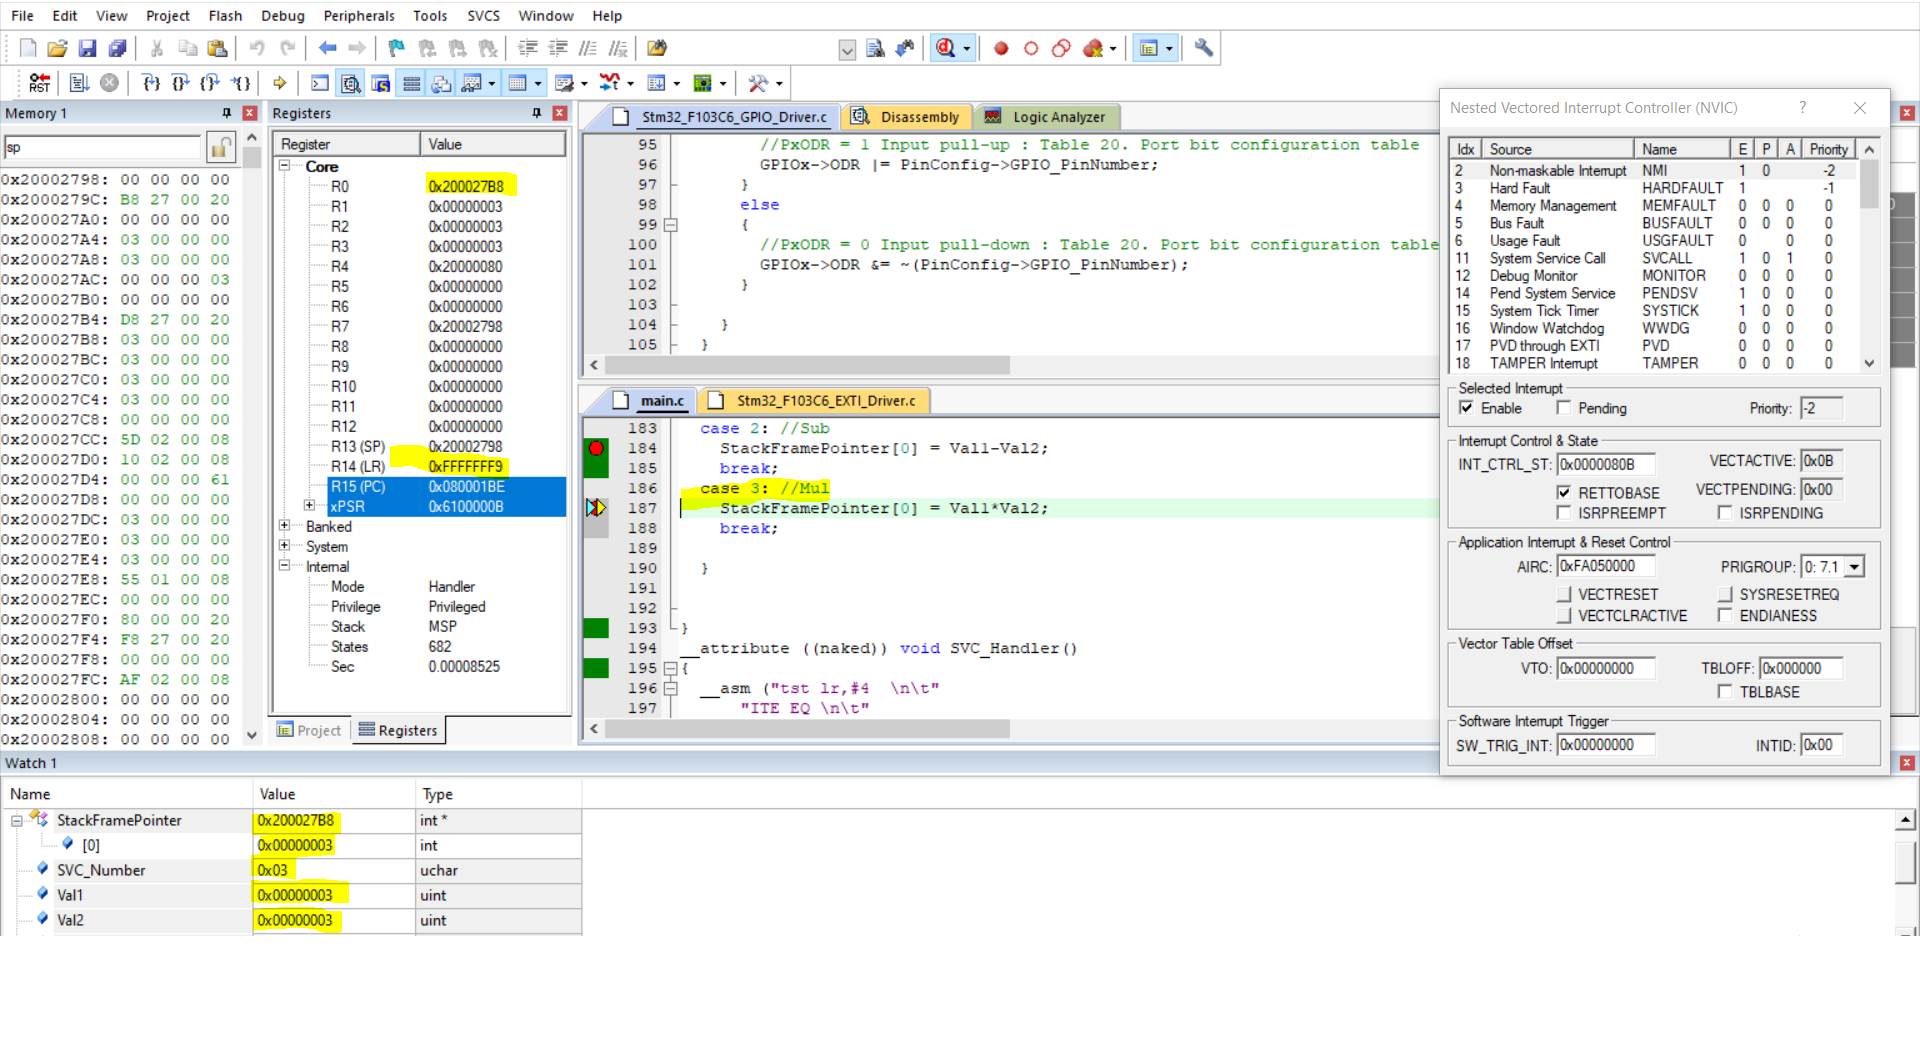 File Edit View Project Flash Debug Peripherals Tools SVCS Window Help
RST
Memory 1
sp
0x20002798: 00 00 00 00
0x2000279C: B8 27 00 20
0x200027A0: 00 00 00 00
0x200027A4: 03 00 00 00
0x200027A8: 03 00 00 00
0x200027AC: 00 00 00 03
0x200027B0: 00 00 00 00
0x200027B4: D8 27 00 20
0x200027B8: 03 00 00 00
0x200027BC: 03 00 00 00
0x200027C0: 03 00 00 00
0x200027C4: 03 00 00 00
0x200027C8: 00 00 00 00
0x200027CC: 5D 02 00 08
0x200027D0: 10 02 00 08
0x200027D4: 00 00 00 61
0x200027D8: 00 00 00 00
0x200027DC: 03 00 00 00
0x200027E0: 03 00 00 00
0x200027E4: 03 00 00 00
0x200027E8: 55 01 00 08
0x200027EC: 00 00 00 00
0x200027F0: 80 00 00 20
0x200027F4: F8 27 00 20
0x200027F8: 00 00 00 00
0x200027FC: AF 02 00 08
0x20002800: 00 00 00 00
0x20002804: 00 00 00 00
0x20002808: 00 00 00 00
Registers
Register Value
Core
R0 0x200027B8
R1 0x00000003
R2 0x00000003
R3 0x00000003
R4 0x20000080
R5 0x00000000
R6 0x00000000
R7 0x20002798
R8 0x00000000
R9 0x00000000
R10 0x00000000
R11 0x00000000
R12 0x00000000
R13 (SP) 0x20002798
R14 (LR) 0xFFFFFFF9
R15 (PC) 0x080001BE
xPSR 0x6100000B
Banked
System
Internal
Mode Handler
Privilege Privileged
Stack MSP
States 682
Sec 0.00008525
Project Registers
Stm32_F103C6_GPIO_Driver.c Disassembly Logic Analyzer
95 //PxODR = 1 Input pull-up : Table 20. Port bit configuration table
96 GPIOx->ODR |= PinConfig->GPIO_PinNumber;
97 }
98 else
99 {
100 //PxODR = 0 Input pull-down : Table 20. Port bit configuration table
101 GPIOx->ODR &= ~(PinConfig->GPIO_PinNumber);
102 }
103
104 }
105 }
main.c Stm32_F103C6_EXTI_Driver.c
183 case 2: //Sub
184 StackFramePointer[0] = Val1-Val2;
185 break;
186 case 3: //Mul
187 StackFramePointer[0] = Val1*Val2;
188 break;
189
190 }
191
192
193 }
194 __attribute ((naked)) void SVC_Handler()
195 {
196 __asm ("tst lr,#4 \n\t"
197 "ITE EQ \n\t"
Nested Vectored Interrupt Controller (NVIC) ?
Idx Source Name E P A Priority
2 Non-maskable Interrupt NMI 1 0 -2
3 Hard Fault HARDFAULT 1 -1
4 Memory Management MEMFAULT 0 0 0 0
5 Bus Fault BUSFAULT 0 0 0 0
6 Usage Fault USGFAULT 0 0 0
11 System Service Call SVCALL 1 0 1 0
12 Debug Monitor MONITOR 0 0 0 0
14 Pend System Service PENDSV 1 0 0 0
15 System Tick Timer SYSTICK 1 0 0 0
16 Window Watchdog WWDG 0 0 0 0
17 PVD through EXTI PVD 0 0 0 0
18 TAMPER Interrupt TAMPER 0 0 0 0
Selected Interrupt
Enable Pending Priority: -2
Interrupt Control & State
INT_CTRL_ST: 0x0000080B VECTACTIVE: 0x0B
RETTOBASE VECTPENDING: 0x00
ISRPREEMPT ISRPENDING
Application Interrupt & Reset Control
AIRC: 0xFA050000 PRIGROUP: 0: 7.1
VECTRESET SYSRESETREQ
VECTCLRACTIVE ENDIANESS
Vector Table Offset
VTO: 0x00000000 TBLOFF: 0x000000
TBLBASE
Software Interrupt Trigger
SW_TRIG_INT: 0x00000000 INTID: 0x00
Watch 1
Name Value Type
StackFramePointer 0x200027B8 int *
[0] 0x00000003 int
SVC_Number 0x03 uchar
Val1 0x00000003 uint
Val2 0x00000003 uint